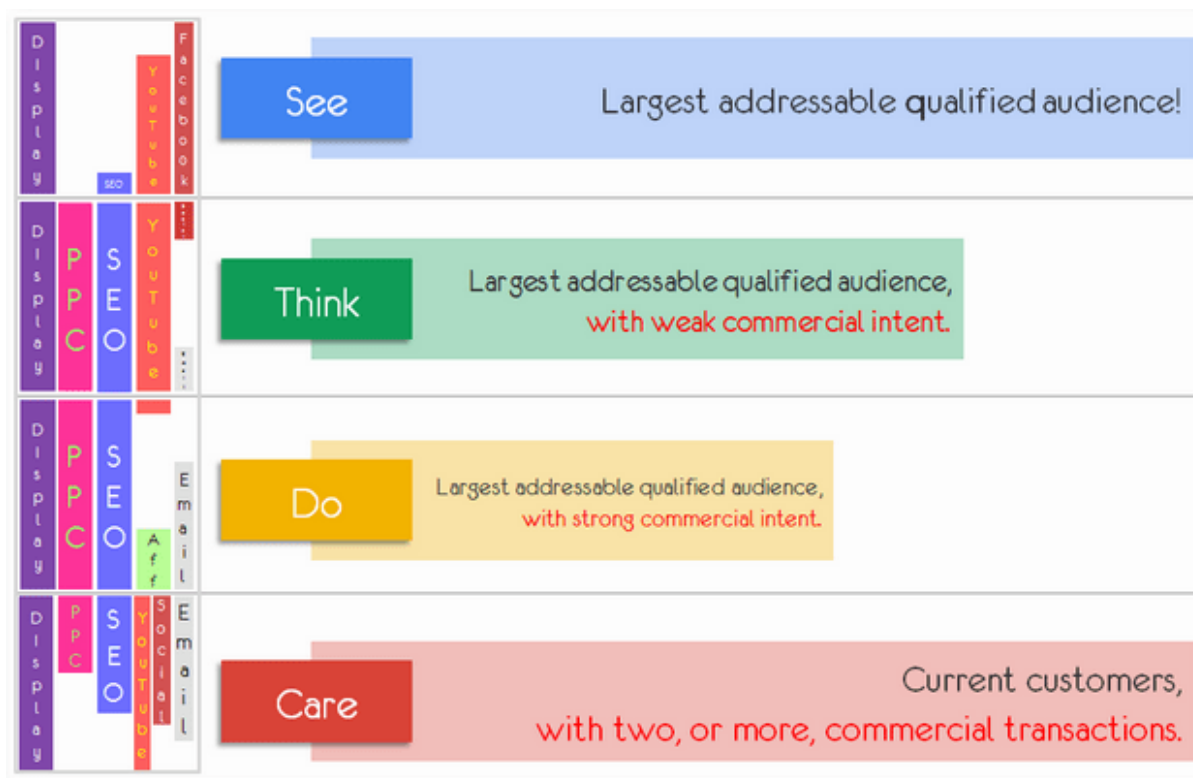 Display
SEO
YouTube
Facebook
See
Largest addressable qualified audience!
Display
PPC
SEO
YouTube
Think
Largest addressable qualified audience,
with weak commercial intent.
Display
PPC
SEO
Aff
Email
Do
Largest addressable qualified audience,
with strong commercial intent.
Display
PPC
SEO
YouTube
Social
Email
Care
Current customers,
with two, or more, commercial transactions.